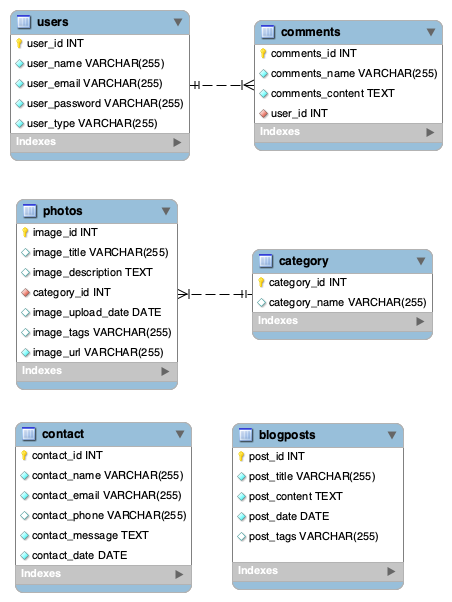 users
user_id INT
user_name VARCHAR(255)
user_email VARCHAR(255)
user_password VARCHAR(255)
user_type VARCHAR(255)
Indexes
comments
comments_id INT
comments_name VARCHAR(255)
comments_content TEXT
user_id INT
Indexes
photos
image_id INT
image_title VARCHAR(255)
image_description TEXT
category_id INT
image_upload_date DATE
image_tags VARCHAR(255)
image_url VARCHAR(255)
Indexes
category
category_id INT
category_name VARCHAR(255)
Indexes
contact
contact_id INT
contact_name VARCHAR(255)
contact_email VARCHAR(255)
contact_phone VARCHAR(255)
contact_message TEXT
contact_date DATE
Indexes
blogposts
post_id INT
post_title VARCHAR(255)
post_content TEXT
post_date DATE
post_tags VARCHAR(255)
Indexes